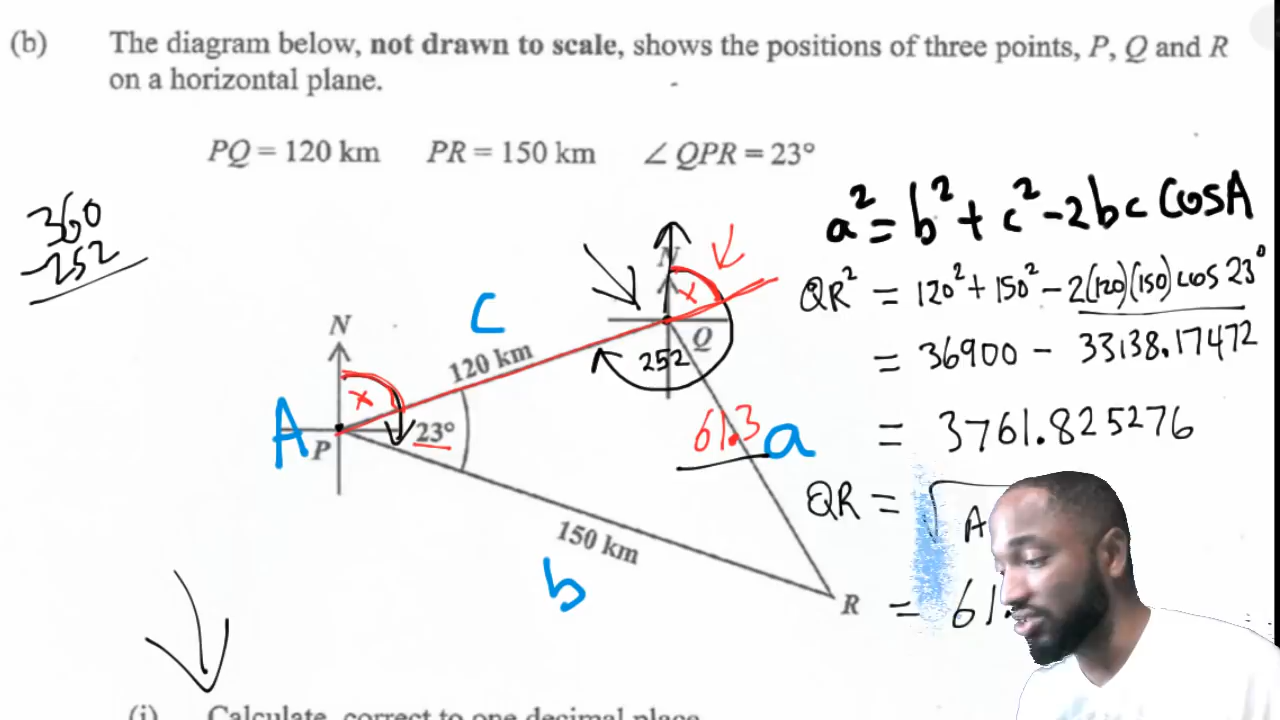 (b) The diagram below, not drawn to scale, shows the positions of three points, P, Q and R
on a horizontal plane.
PQ = 120 km PR = 150 km ∠ QPR = 23°
360
-252
a² = b² + c² - 2bc cos A
QR² = 120² + 150² - 2(120)(150) cos 23°
= 36900 - 33138.17472
= 3761.825276
QR = √A
= 61.
N
x
A
P
23°
c
120 km
N
x
Q
252
61.3
a
150 km
b
R
(i) Calculate, correct to one decimal place